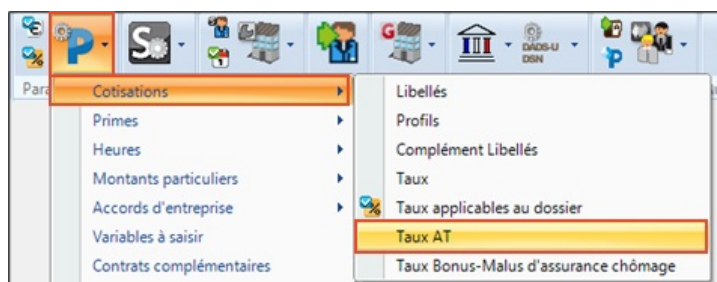 P
S
G
DADS-U
DSN
P
Para
Cotisations
Primes
Heures
Montants particuliers
Accords d'entreprise
Variables à saisir
Contrats complémentaires
Libellés
Profils
Complément Libellés
Taux
Taux applicables au dossier
Taux AT
Taux Bonus-Malus d'assurance chômage